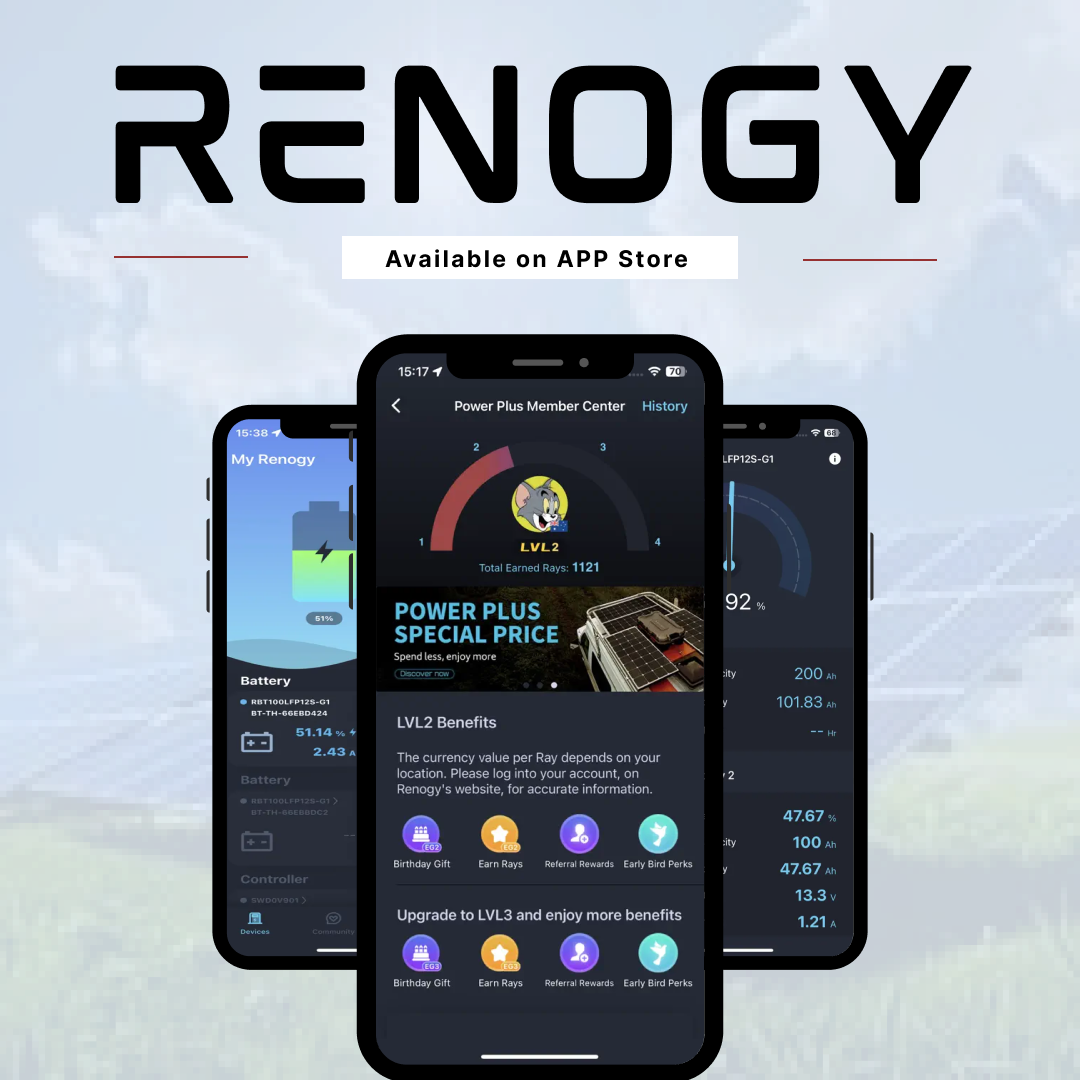 RENOGY
Available on APP Store
15:38
My Renogy
51%
Battery
RBT100LFP12S-G1
BT-TH-66EBD424
51.14 %
2.43 A
Battery
RBT100LFP12S-G1 >
BT-TH-66EBBDC2
--
Controller
SWD0V001 >
Devices
Community
15:17
70
Power Plus Member Center
History
1
2
3
4
LVL2
Total Earned Rays: 1121
POWER PLUS
SPECIAL PRICE
Spend less, enjoy more
Discover now
LVL2 Benefits
The currency value per Ray depends on your
location. Please log into your account, on
Renogy's website, for accurate information.
EG2
EG2
Birthday Gift
Earn Rays
Referral Rewards
Early Bird Perks
Upgrade to LVL3 and enjoy more benefits
EG3
EG3
Birthday Gift
Earn Rays
Referral Rewards
Early Bird Perks
68
LFP12S-G1
92 %
city 200 Ah
y 101.83 Ah
-- Hr
y 2
47.67 %
city 100 Ah
y 47.67 Ah
13.3 V
1.21 A